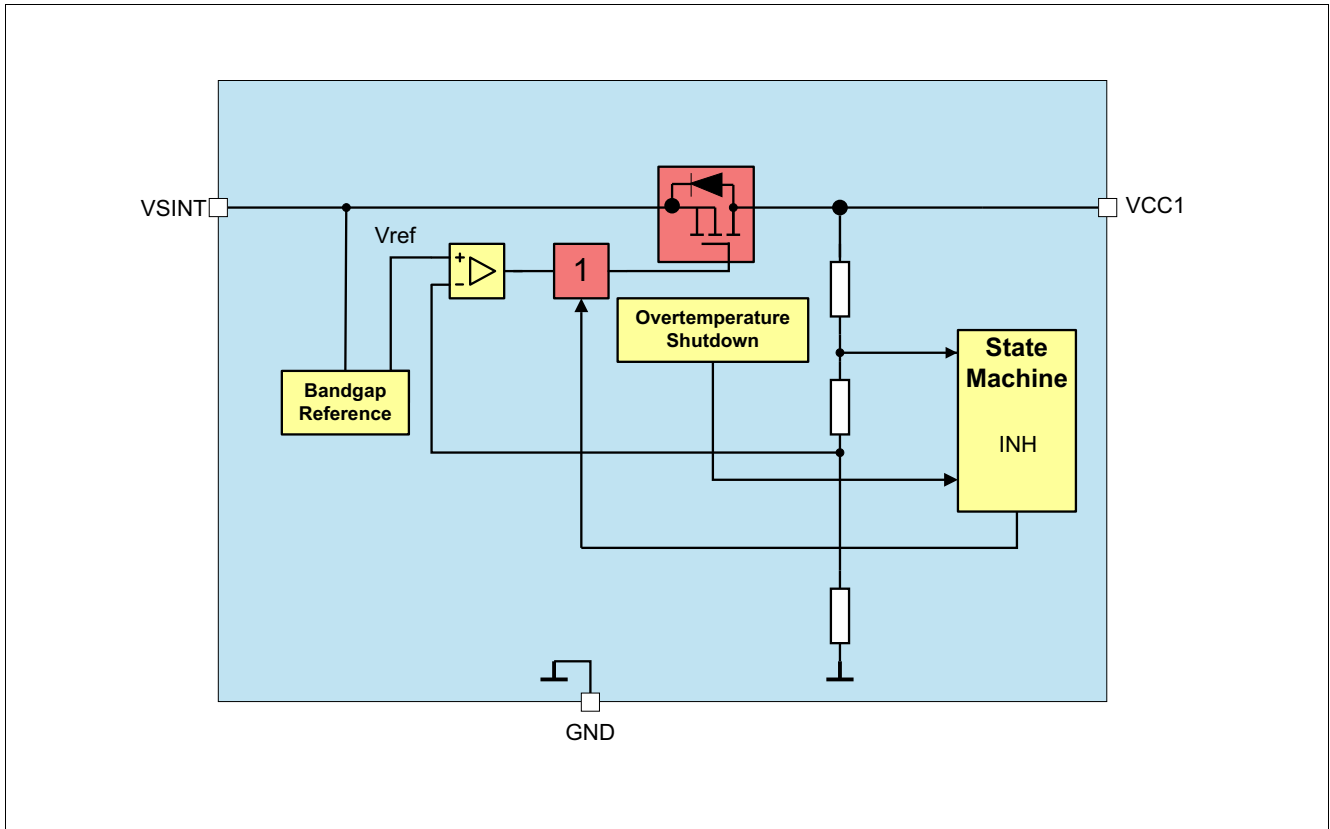 VSINT
VCC1
Vref
+
-
1
Overtemperature
Shutdown
State
Machine
INH
Bandgap
Reference
GND